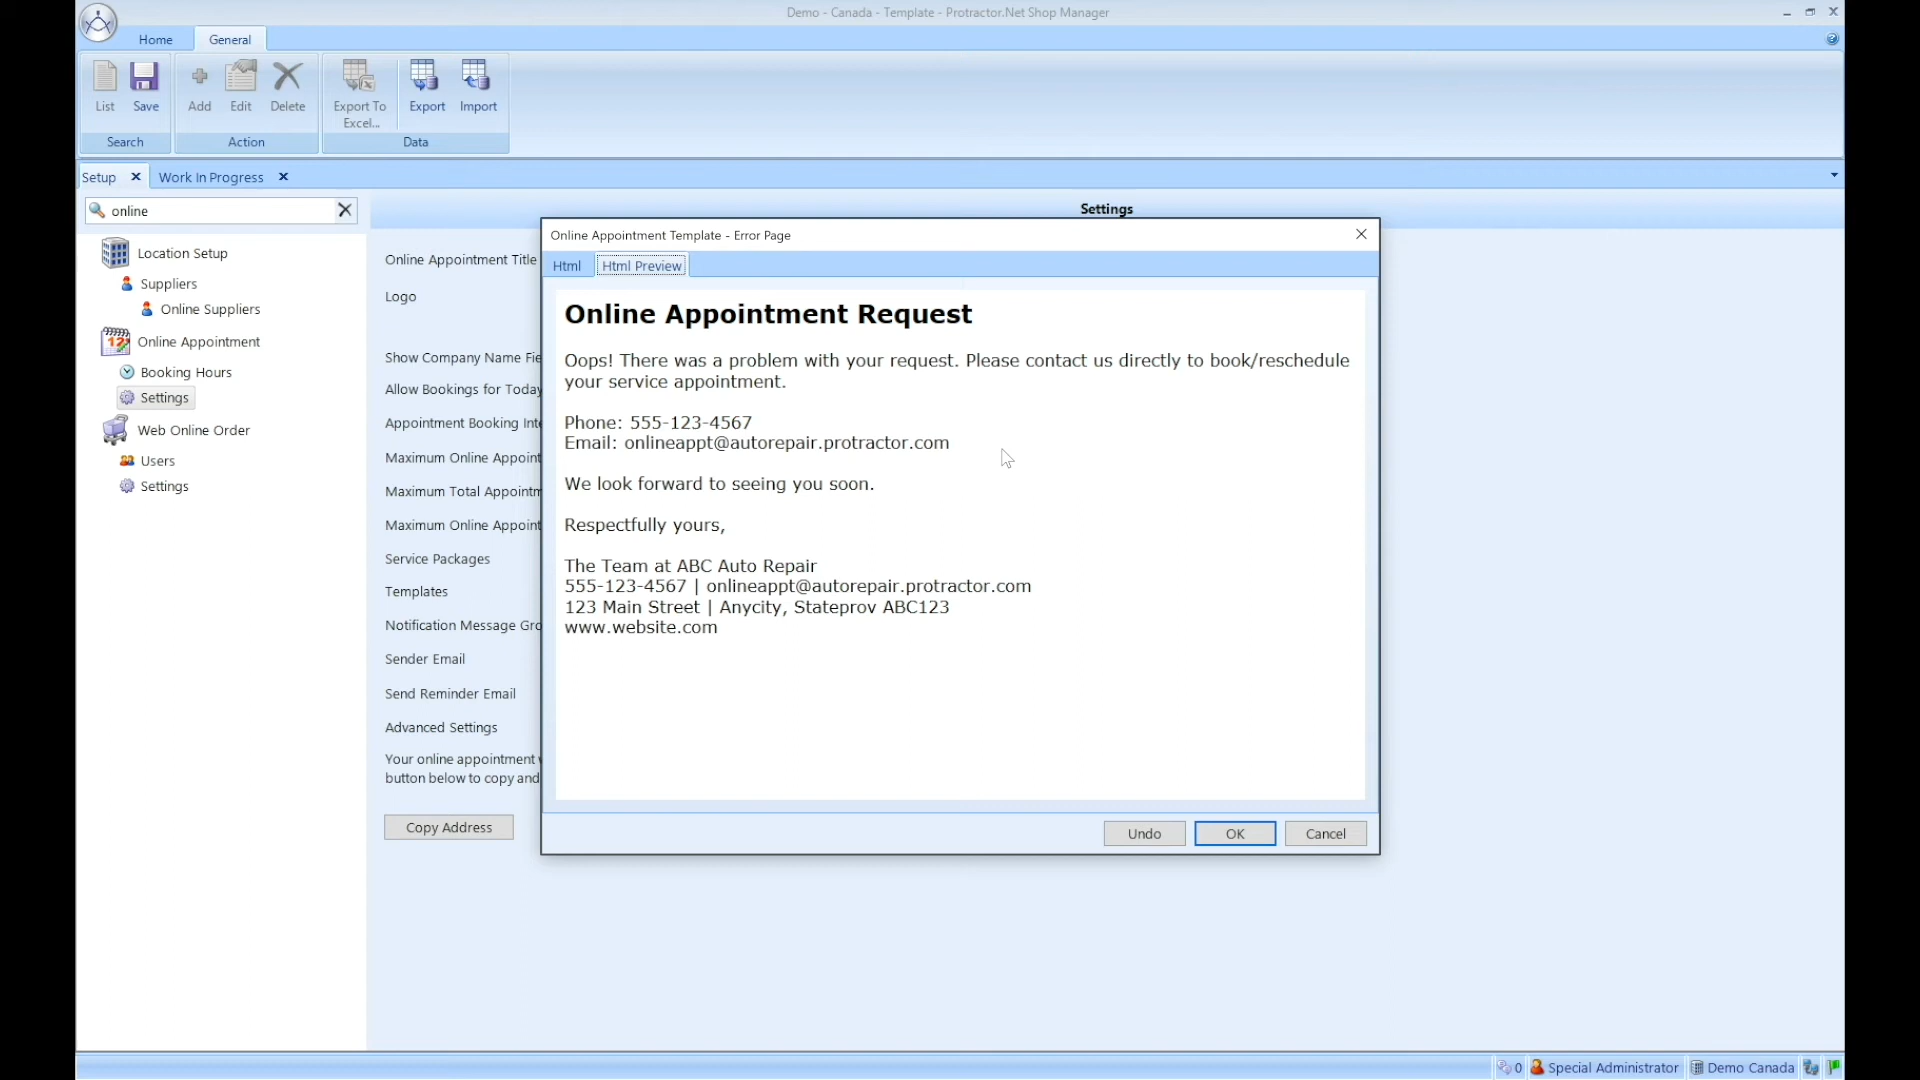 Demo - Canada - Template - Protractor.Net Shop Manager
Home
General
List
Save
Add
Edit
Delete
Export To
Excel...
Export
Import
Search
Action
Data
Setup
Work In Progress
online
Location Setup
Suppliers
Online Suppliers
Online Appointment
Booking Hours
Settings
Web Online Order
Users
Settings
Settings
Online Appointment Title
Logo
Show Company Name Fie
Allow Bookings for Today
Appointment Booking Inte
Maximum Online Appoint
Maximum Total Appointm
Maximum Online Appoint
Service Packages
Templates
Notification Message Gro
Sender Email
Send Reminder Email
Advanced Settings
Your online appointment
button below to copy and
Copy Address
Online Appointment Template - Error Page
Html
Html Preview
Online Appointment Request
Oops! There was a problem with your request. Please contact us directly to book/reschedule
your service appointment.
Phone: 555-123-4567
Email: onlineappt@autorepair.protractor.com
We look forward to seeing you soon.
Respectfully yours,
The Team at ABC Auto Repair
555-123-4567 | onlineappt@autorepair.protractor.com
123 Main Street | Anycity, Stateprov ABC123
www.website.com
Undo
OK
Cancel
0
Special Administrator
Demo Canada